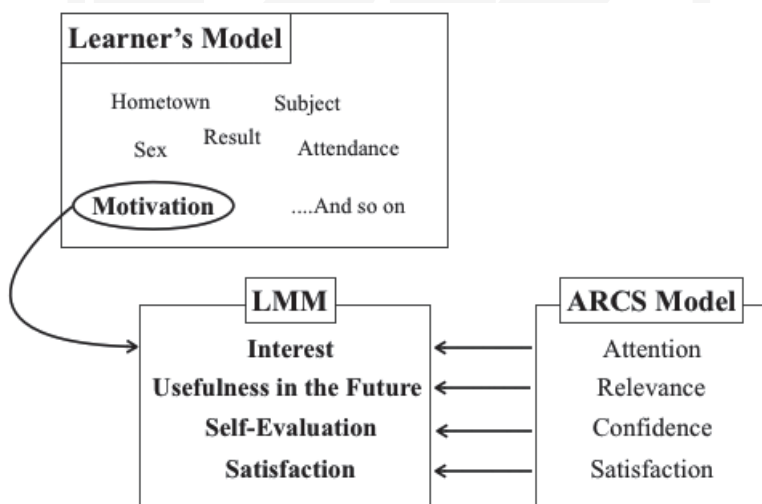 Learner's Model
Hometown Subject
Sex Result Attendance
Motivation ....And so on
LMM ARCS Model
Interest Attention
Usefulness in the Future Relevance
Self-Evaluation Confidence
Satisfaction Satisfaction